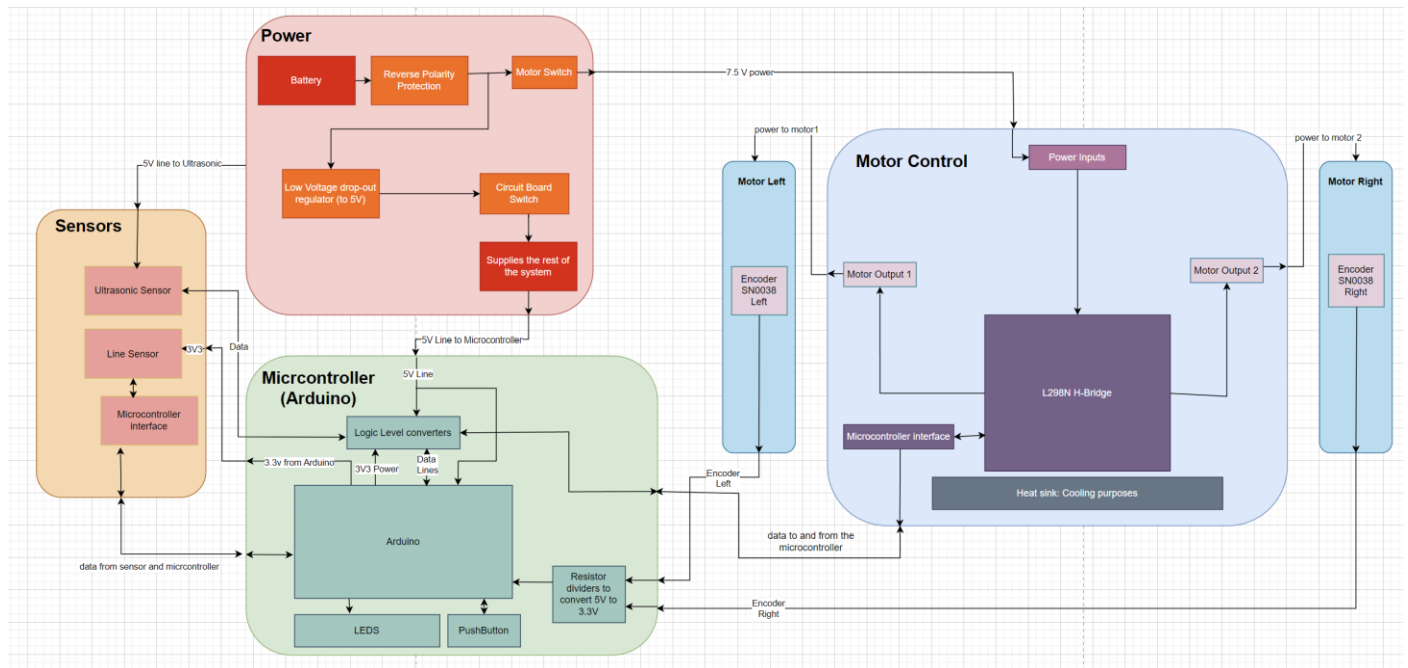 Power
Battery
Reverse Polarity
Protection
Motor Switch
7.5 V power
Low Voltage drop-out
regulator (to 5V)
Circuit Board
Switch
Supplies the rest of
the system
5V line to Ultrasonic
5V Line to Microcontroller
Sensors
Ultrasonic Sensor
Line Sensor
Microcontroller
interface
3V3
Data
3.3v from Arduino
data from sensor and micrcontroller
Micrcontroller
(Arduino)
5V Line
Logic Level converters
3V3 Power
Data
Lines
Arduino
LEDS
PushButton
Resistor
dividers to
convert 5V to
3.3V
Encoder
Left
Encoder
Right
data to and from the
microcontroller
power to motor1
Motor Left
Encoder
SN0038
Left
Motor Control
Power Inputs
Motor Output 1
Motor Output 2
L298N H-Bridge
Microcontroller interface
Heat sink: Cooling purposes
power to motor 2
Motor Right
Encoder
SN0038
Right